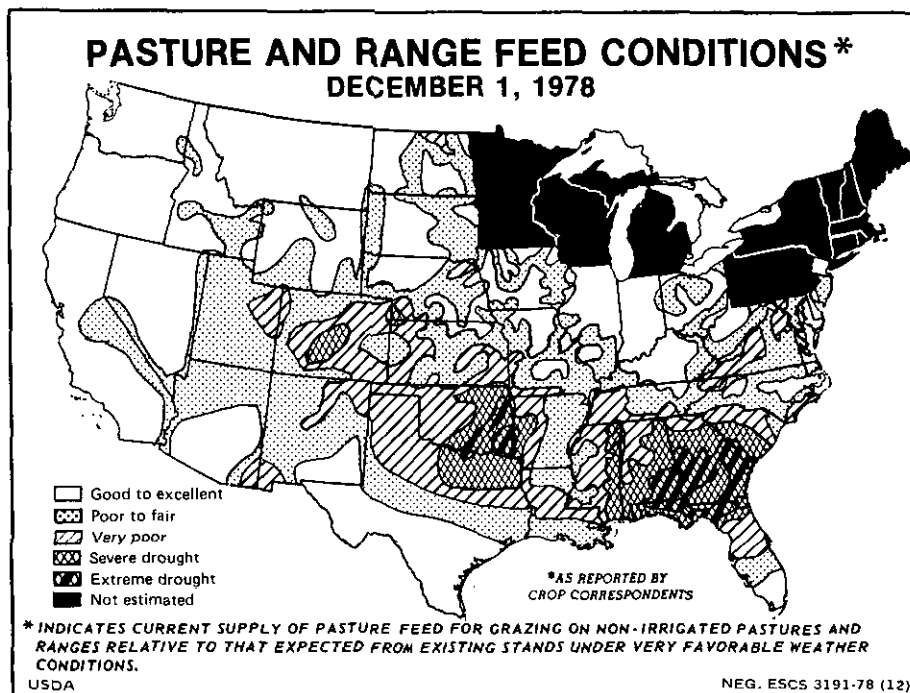 PASTURE AND RANGE FEED CONDITIONS*
DECEMBER 1, 1978
Good to excellent
Poor to fair
Very poor
Severe drought
Extreme drought
Not estimated
*AS REPORTED BY
CROP CORRESPONDENTS
* INDICATES CURRENT SUPPLY OF PASTURE FEED FOR GRAZING ON NON-IRRIGATED PASTURES AND
RANGES RELATIVE TO THAT EXPECTED FROM EXISTING STANDS UNDER VERY FAVORABLE WEATHER
CONDITIONS.
USDA
NEG. ESCS 3191-78 (12)